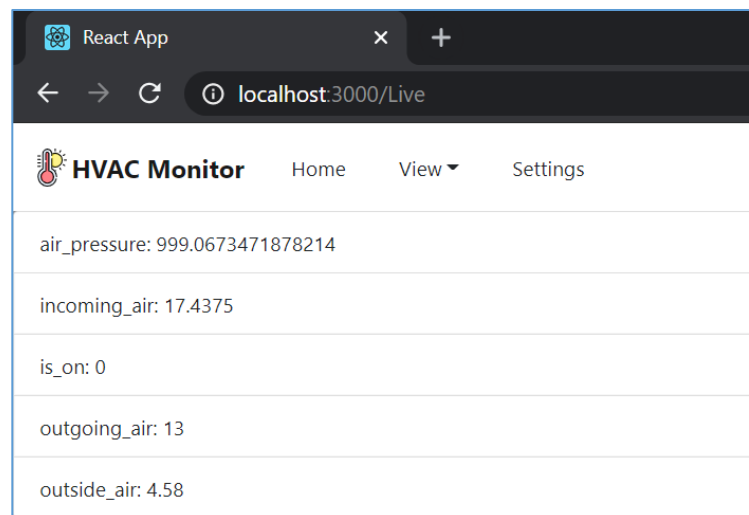 React App
localhost:3000/Live
HVAC Monitor Home View Settings
air_pressure: 999.0673471878214
incoming_air: 17.4375
is_on: 0
outgoing_air: 13
outside_air: 4.58